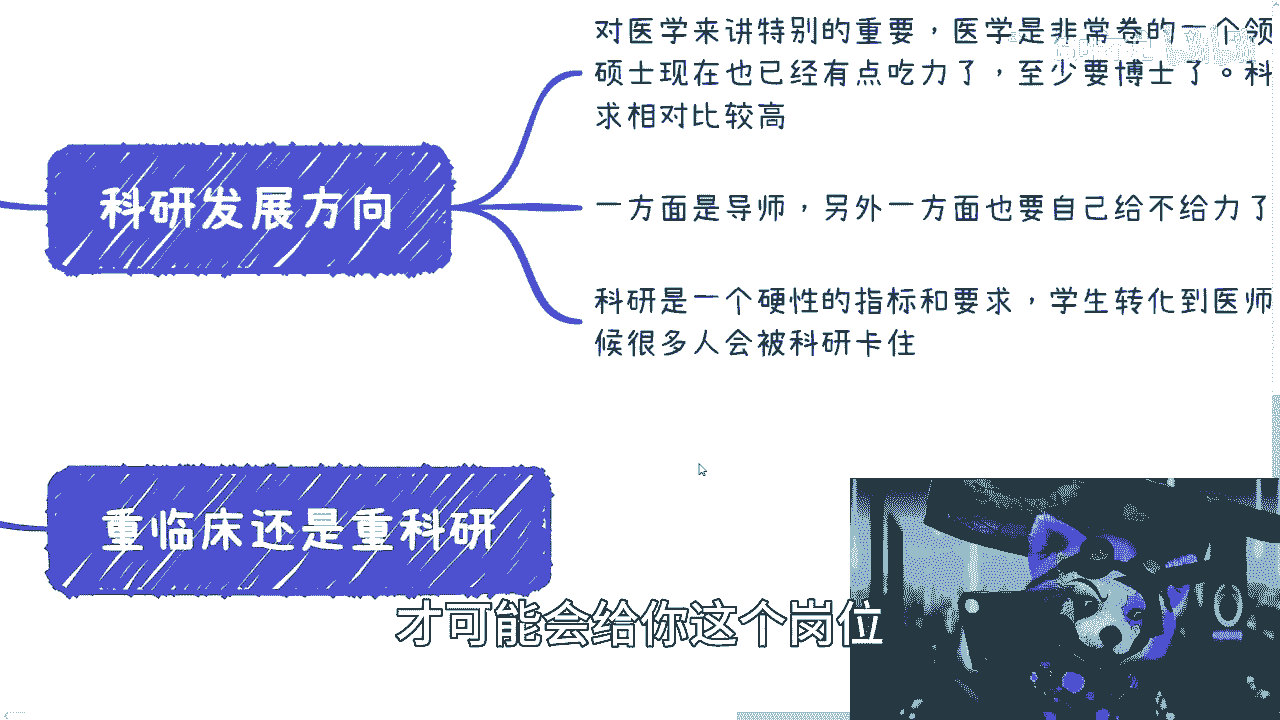 对医学来讲特别的重要，医学是非常卷的一个领
硕士现在也已经有点吃力了，至少要博士了。科
求相对比较高
科研发展方向
一方面是导师，另外一方面也要自己给不给力了
科研是一个硬性的指标和要求，学生转化到医师
候很多人会被科研卡住
重临床还是重科研
才可能会给你这个岗位